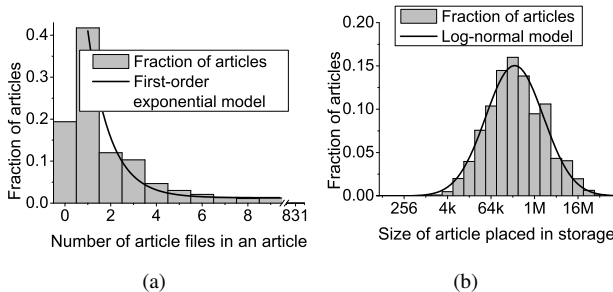 Fraction of articles
0.4
0.3
0.2
0.1
0.0
Fraction of articles
First-order
exponential model
0 2 4 6 8 831
Number of article files in an article
(a)
Fraction of articles
0.20
0.15
0.10
0.05
0.00
Fraction of articles
Log-normal model
256 4k 64k 1M 16M
Size of article placed in storage
(b)